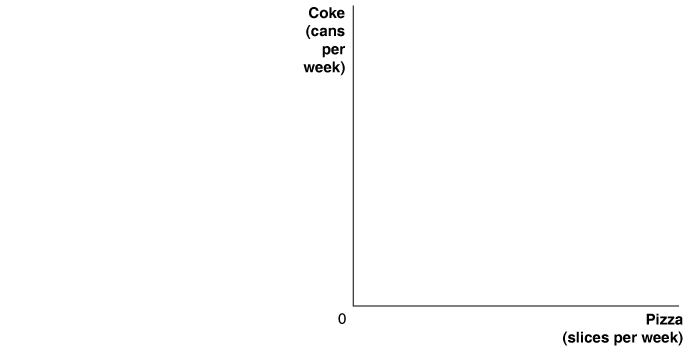 Coke
(cans
per
week)
0
Pizza
(slices per week)